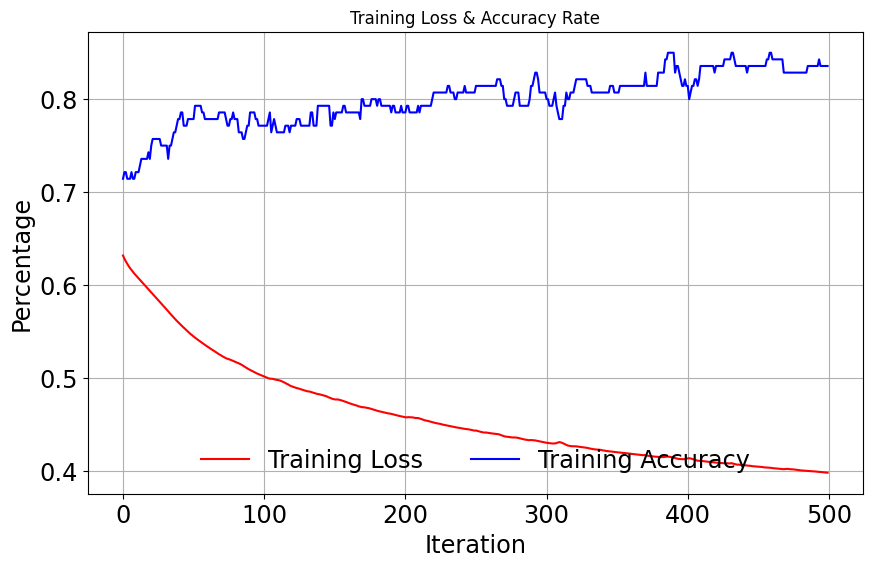 Training Loss & Accuracy Rate
Percentage
0.8
0.7
0.6
0.5
0.4
Training Loss
Training Accuracy
0
100
200
300
400
500
Iteration